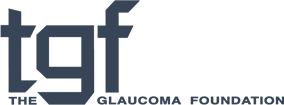 tgf
THE GLAUCOMA FOUNDATION